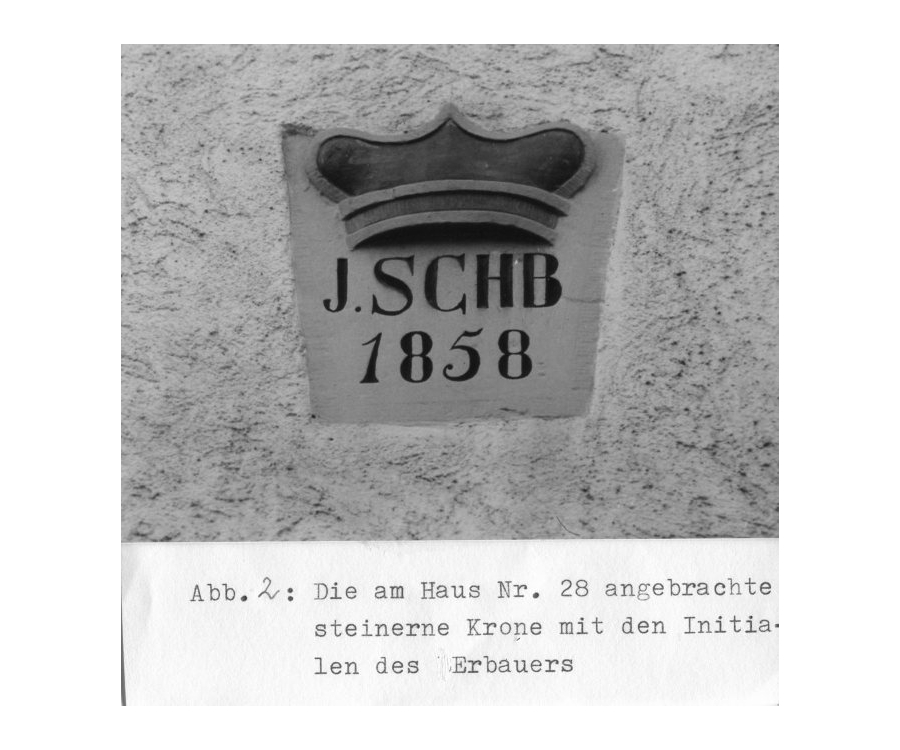 J.SCHB
1858
Abb. 2: Die am Haus Nr. 28 angebrachte
steinerne Krone mit den Initia-
len des Erbauers